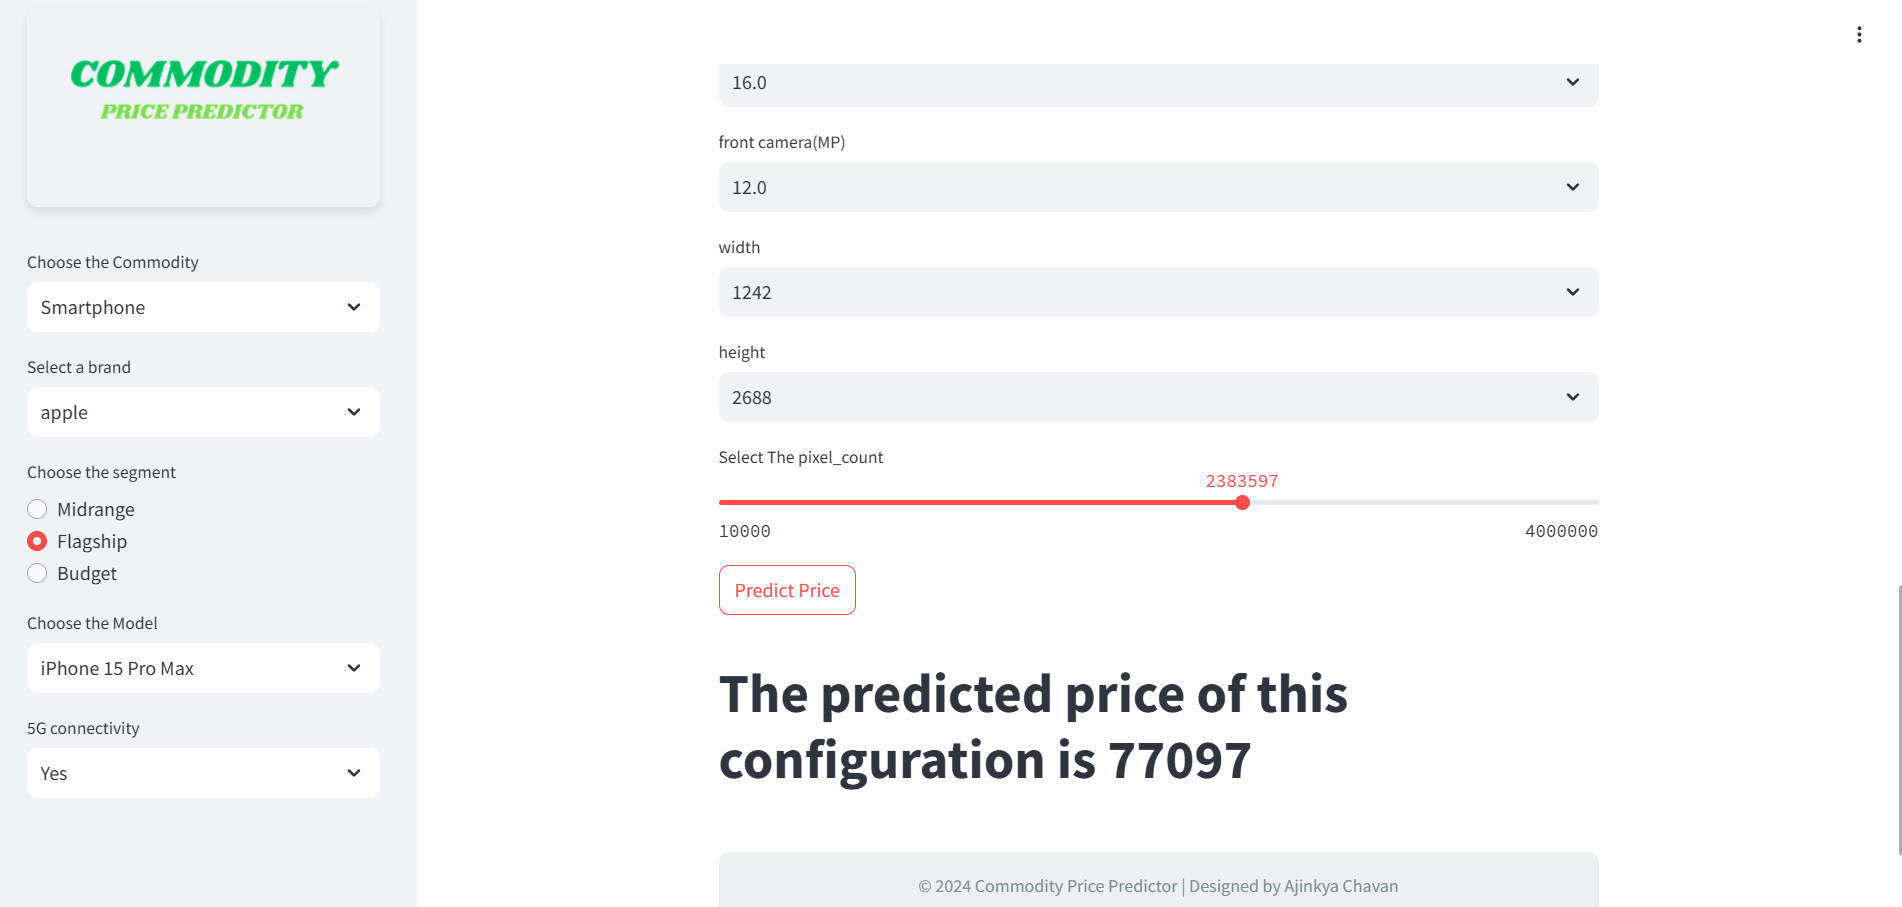 COMMODITY
PRICE PREDICTOR
Choose the Commodity
Smartphone
Select a brand
apple
Choose the segment
Midrange
Flagship
Budget
Choose the Model
iPhone 15 Pro Max
5G connectivity
Yes
16.0
front camera(MP)
12.0
width
1242
height
2688
Select The pixel_count
2383597
10000
4000000
Predict Price
The predicted price of this
configuration is 77097
© 2024 Commodity Price Predictor | Designed by Ajinkya Chavan